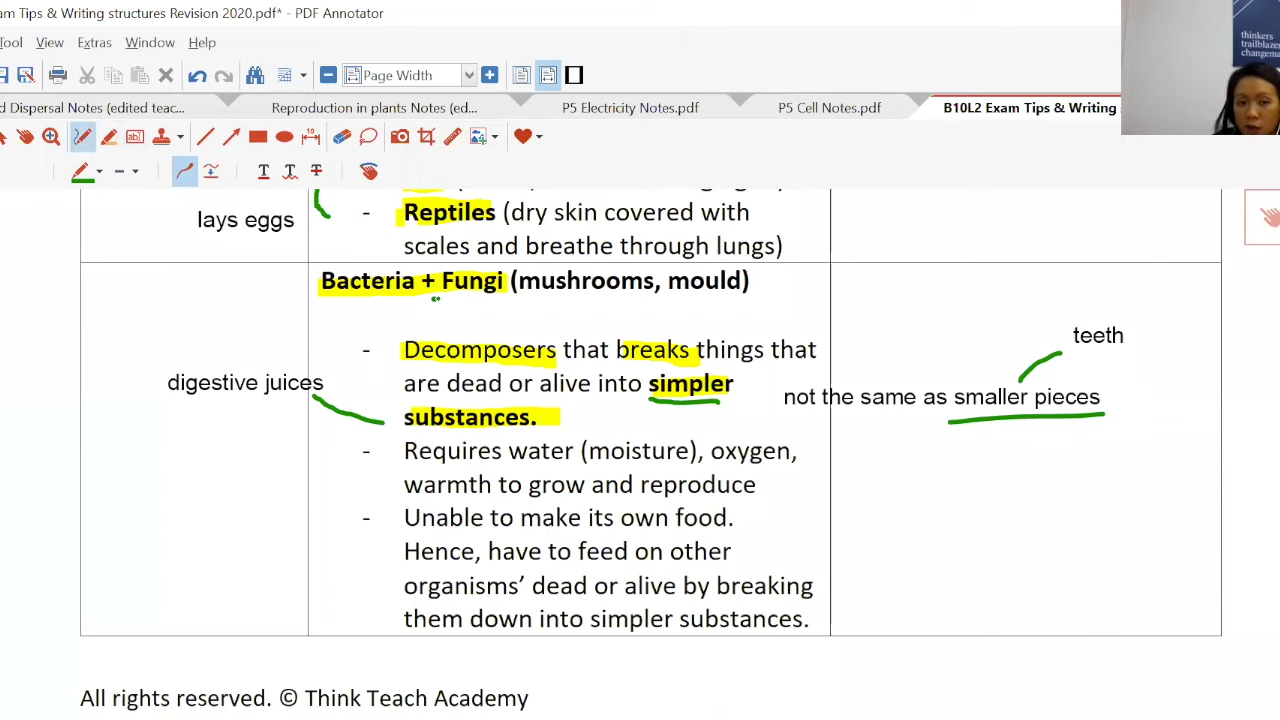 am Tips & Writing structures Revision 2020.pdf* - PDF Annotator
Tool View Extras Window Help
Page Width
d Dispersal Notes (edited teac... Reproduction in plants Notes (ed... P5 Electricity Notes.pdf P5 Cell Notes.pdf B10L2 Exam Tips & Writing
thinkers
trailblaze
changema
lays eggs
- Reptiles (dry skin covered with
scales and breathe through lungs)
Bacteria + Fungi (mushrooms, mould)
teeth
- Decomposers that breaks things that
digestive juices
are dead or alive into simpler
not the same as smaller pieces
substances.
- Requires water (moisture), oxygen,
warmth to grow and reproduce
- Unable to make its own food.
Hence, have to feed on other
organisms’ dead or alive by breaking
them down into simpler substances.
All rights reserved. © Think Teach Academy